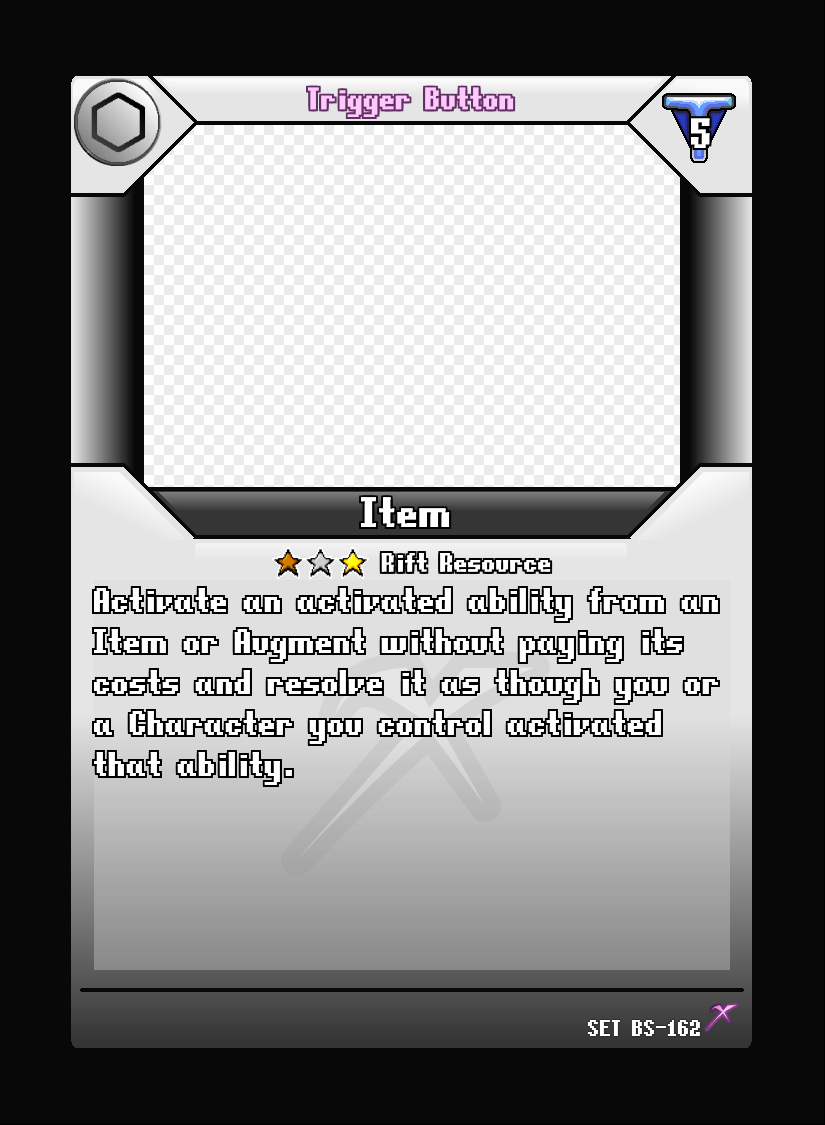 Trigger Button
S
Item
Rift Resource
Activate an activated ability from an
Item or Augment without paying its
costs and resolve it as though you or
a Character you control activated
that ability.
SET BS-162